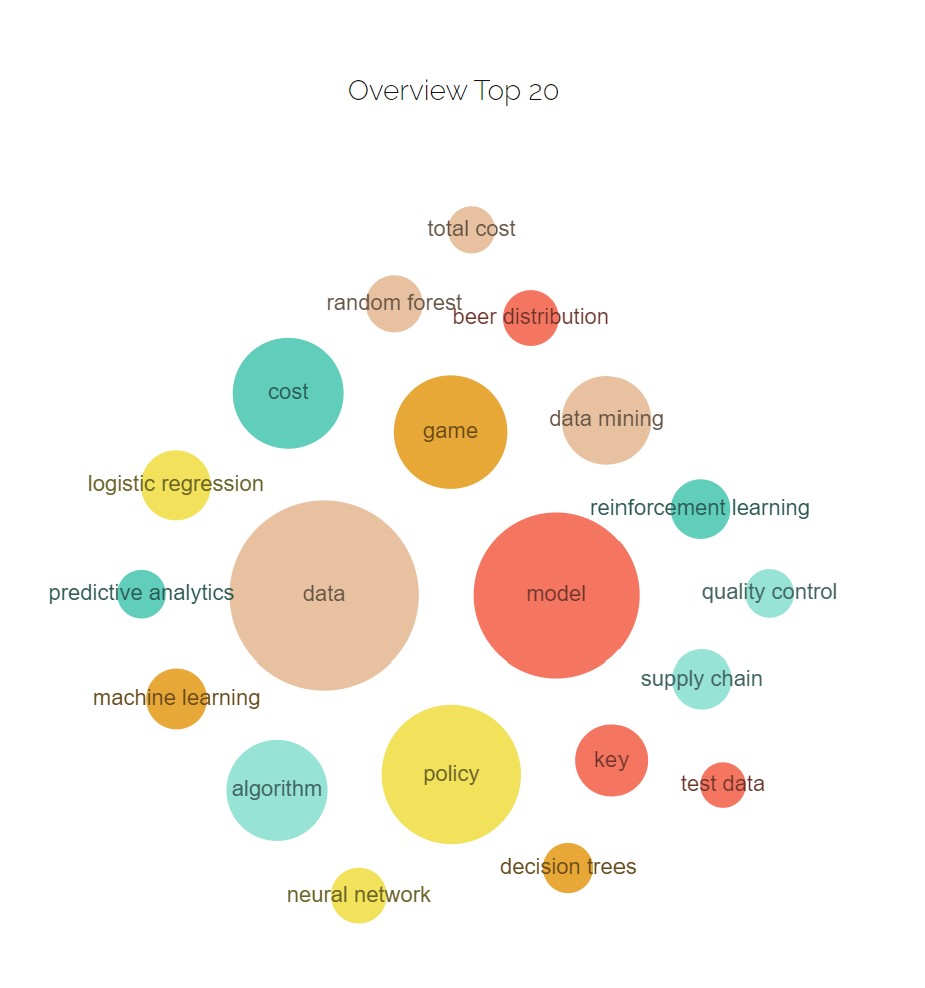 Overview Top 20
total cost
random forest
beer distribution
cost
game
data mining
logistic regression
reinforcement learning
predictive analytics
data
model
quality control
machine learning
supply chain
algorithm
policy
key
test data
neural network
decision trees